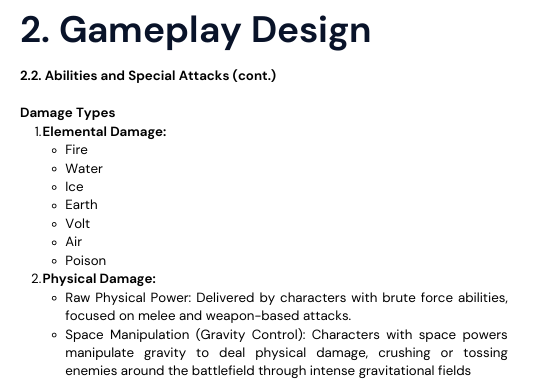 2. Gameplay Design
2.2. Abilities and Special Attacks (cont.)
Damage Types
1.Elemental Damage:
◦ Fire
◦ Water
◦ Ice
◦ Earth
◦ Volt
◦ Air
◦ Poison
2.Physical Damage:
◦ Raw Physical Power: Delivered by characters with brute force abilities,
focused on melee and weapon-based attacks.
◦ Space Manipulation (Gravity Control): Characters with space powers
manipulate gravity to deal physical damage, crushing or tossing
enemies around the battlefield through intense gravitational fields